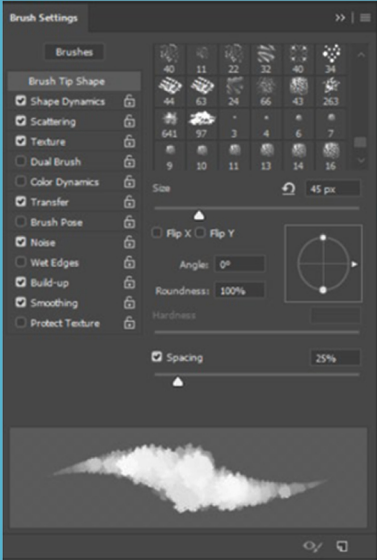 Brush Settings
Brushes
Brush Tip Shape
Shape Dynamics
Scattering
Texture
Dual Brush
Color Dynamics
Transfer
Brush Pose
Noise
Wet Edges
Build-up
Smoothing
Protect Texture
40 11 22 32 40 34
44 63 24 66 43 263
641 97 3 4 6 7
9 10 11 13 14 16
Size 45 px
Flip X Flip Y
Angle: 0°
Roundness: 100%
Hardness
Spacing 25%